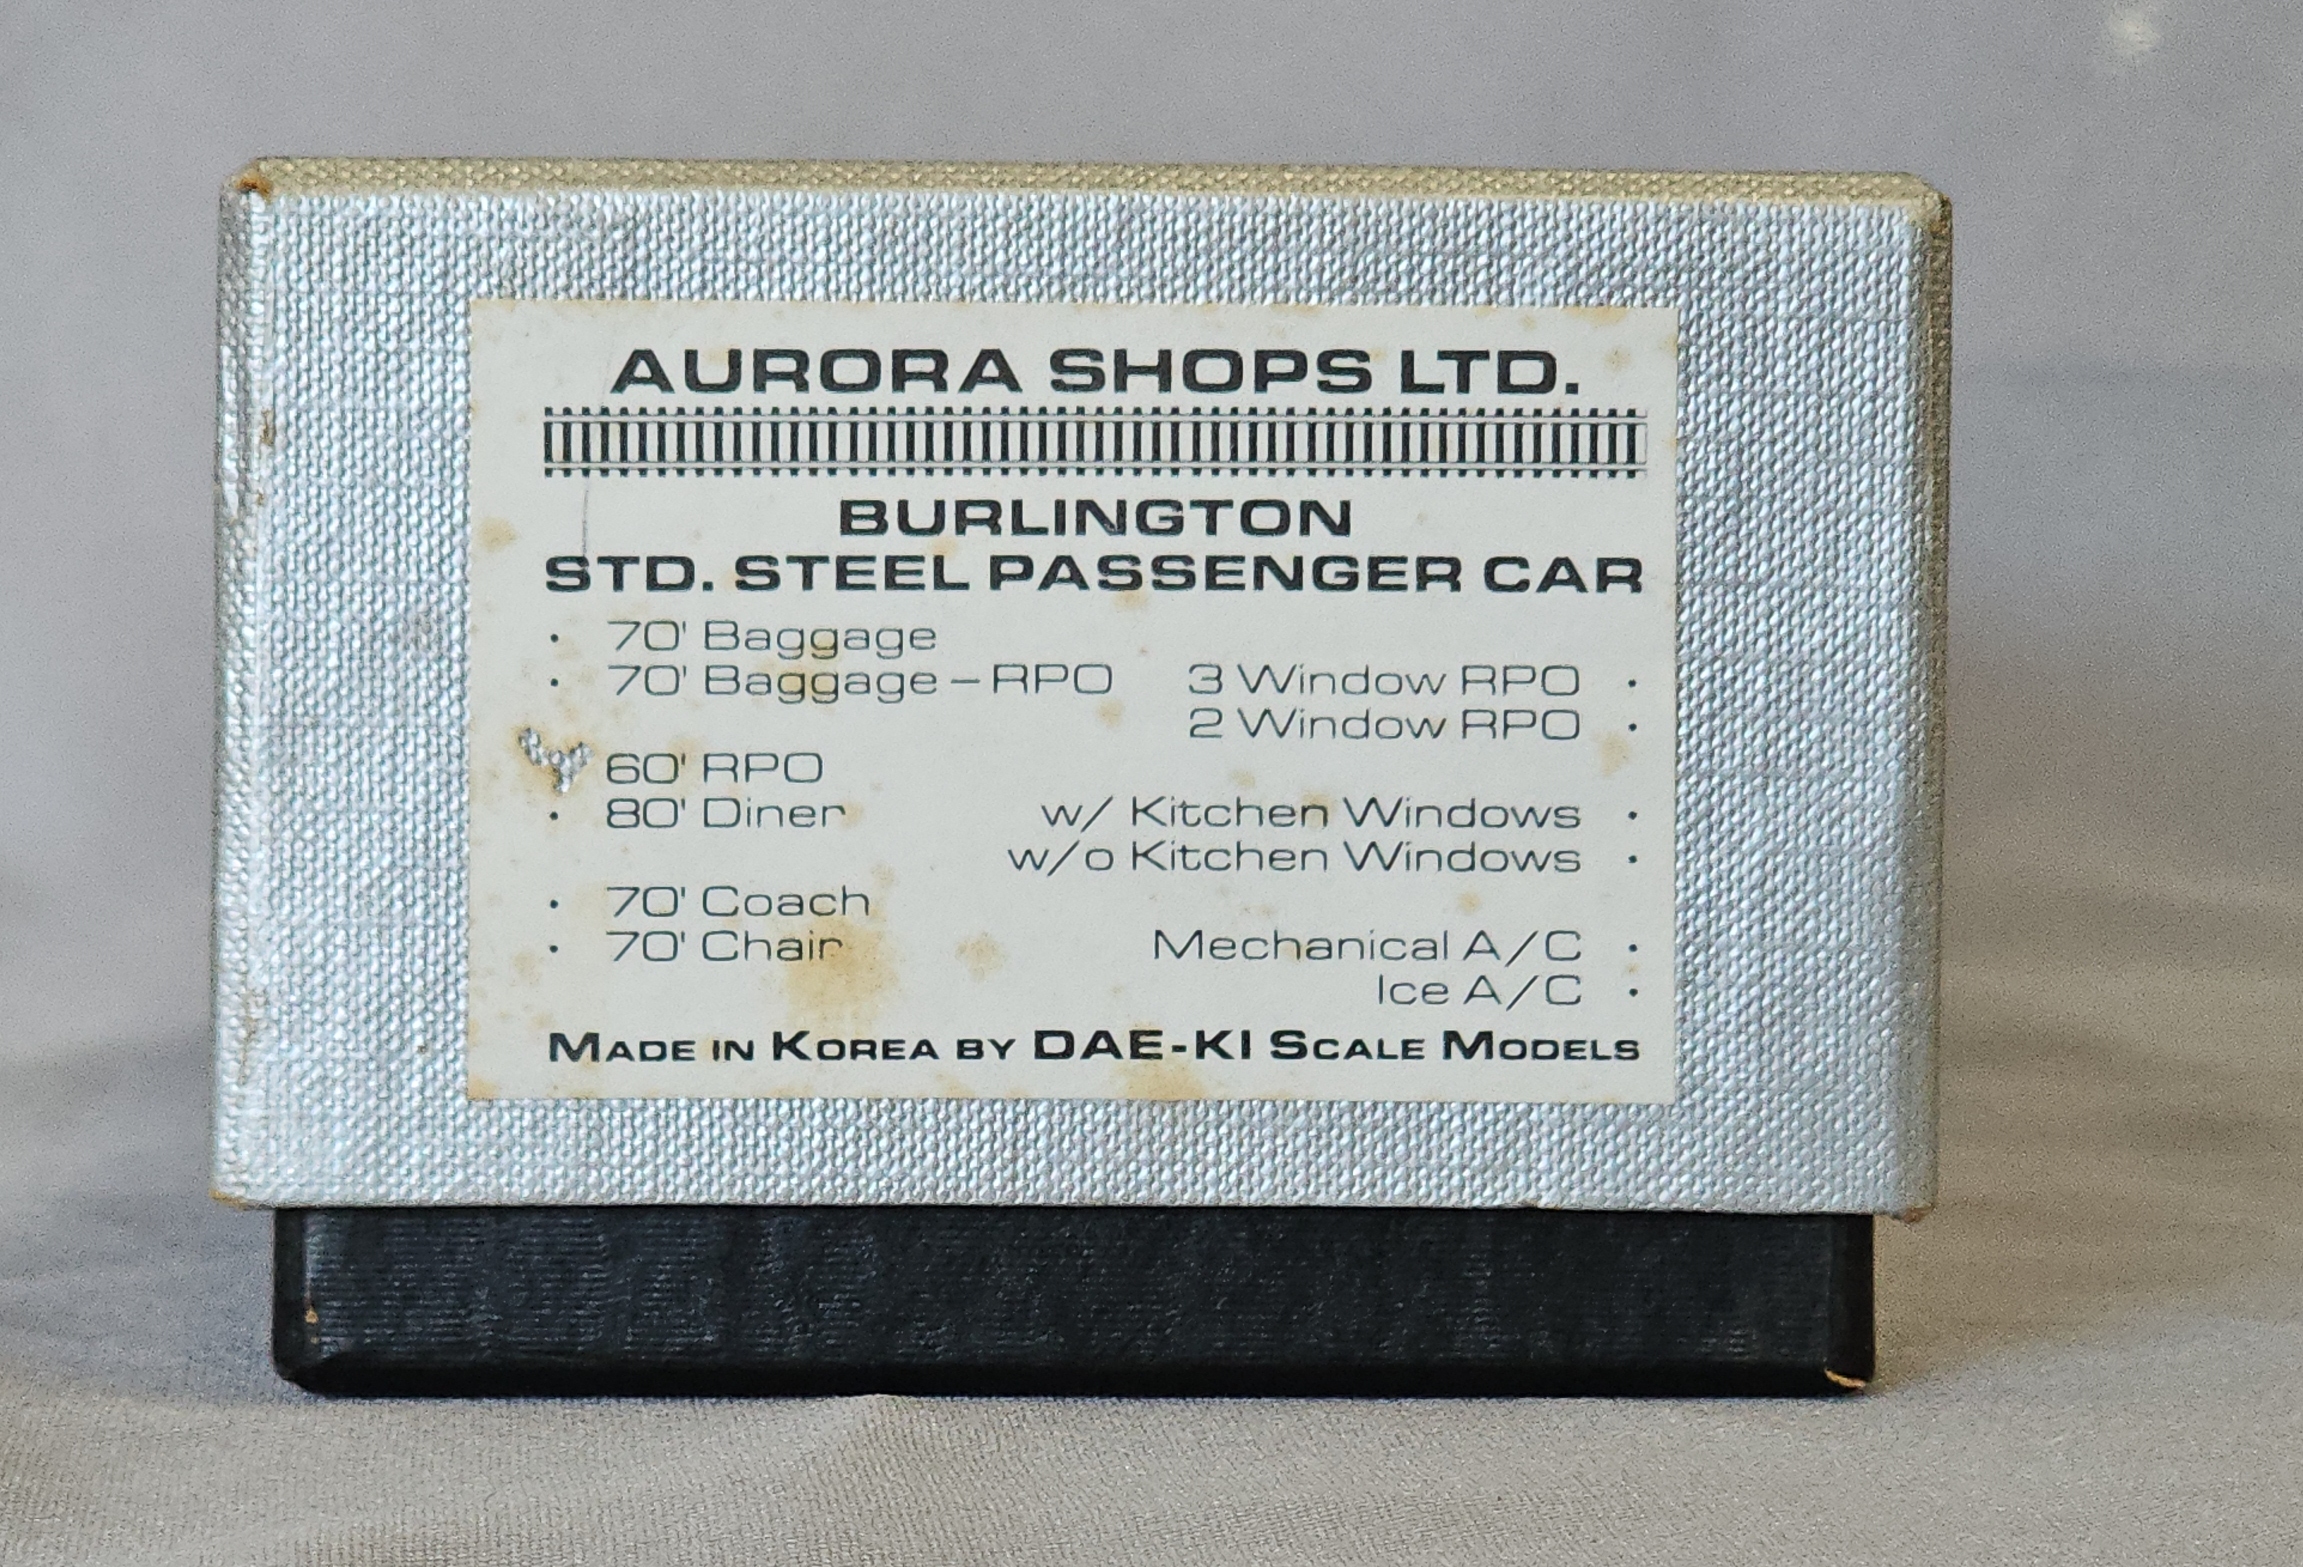 AURORA SHOPS LTD.
BURLINGTON
STD. STEEL PASSENGER CAR
· 70' Baggage
· 70' Baggage – RPO 3 Window RPO ·
2 Window RPO ·
60' RPO
· 80' Diner w/ Kitchen Windows ·
w/o Kitchen Windows ·
· 70' Coach
· 70' Chair Mechanical A/C ·
Ice A/C ·
MADE IN KOREA BY DAE-KI SCALE MODELS